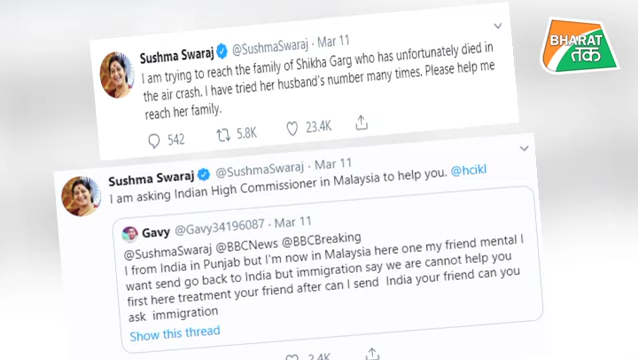 BHARAT
तक
Sushma Swaraj @SushmaSwaraj · Mar 11
I am trying to reach the family of Shikha Garg who has unfortunately died in
the air crash. I have tried her husband's number many times. Please help me
reach her family.
542 5.8K 23.4K
Sushma Swaraj @SushmaSwaraj · Mar 11
I am asking Indian High Commissioner in Malaysia to help you. @hcikl
Gavy @Gavy34196087 · Mar 11
@SushmaSwaraj @BBCNews @BBCBreaking
I from India in Punjab but I'm now in Malaysia here one my friend mental I
want send go back to India but immigration say we are cannot help you
first here treatment your friend after can I send India your friend can you
ask immigration
Show this thread
2.4K